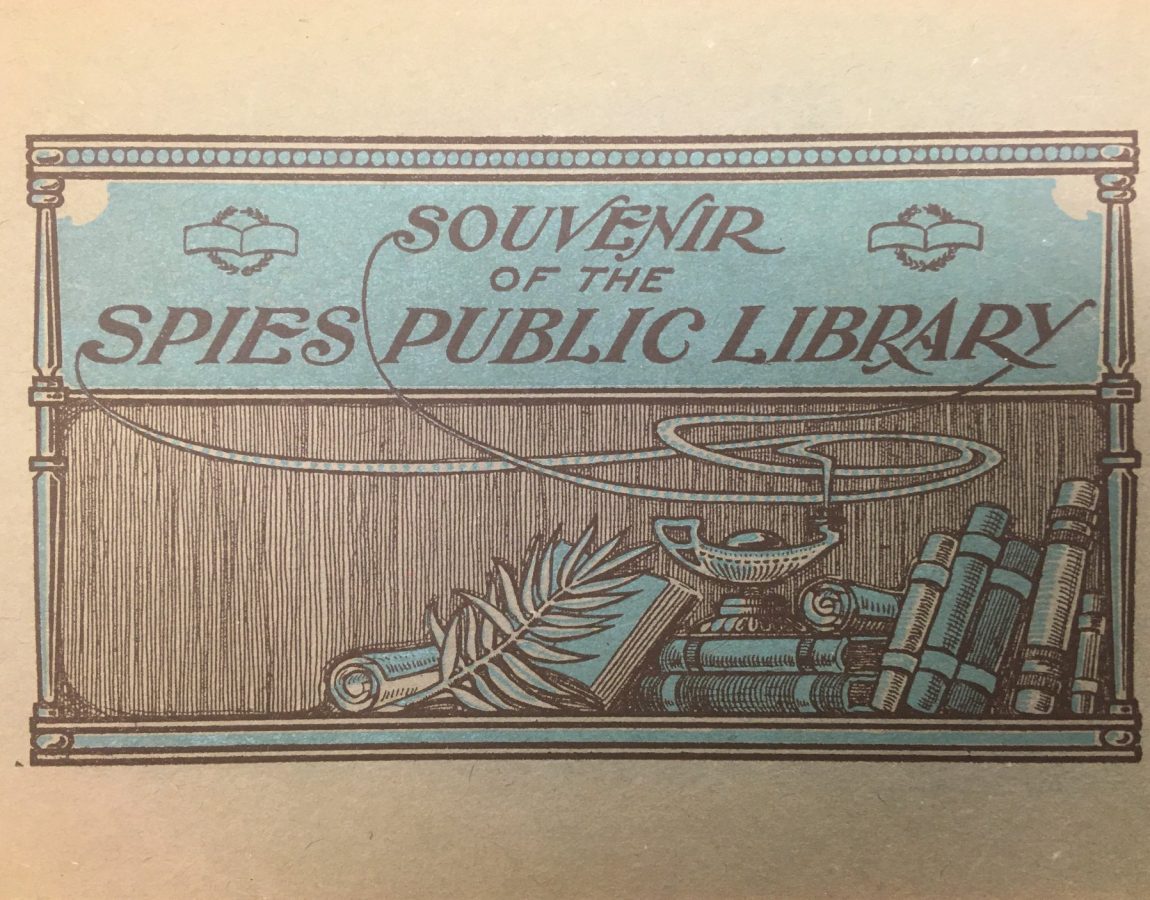 SOUVENIR
OF THE
SPIES PUBLIC LIBRARY